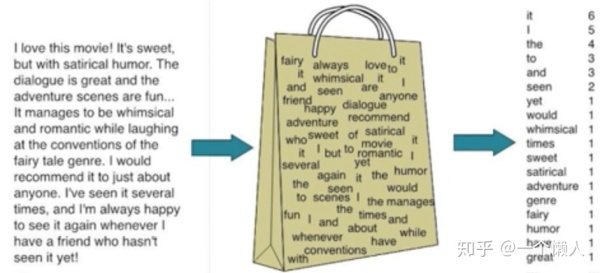 I love this movie! It's sweet,
but with satirical humor. The
dialogue is great and the
adventure scenes are fun...
It manages to be whimsical
and romantic while laughing
at the conventions of the
fairy tale genre. I would
recommend it to just about
anyone. I've seen it several
times, and I'm always happy
to see it again whenever I
have a friend who hasn't
seen it yet!
fairy always love to it
it whimsical it I
and seen are anyone
friend happy dialogue
adventure recommend
who sweet of satirical
it I but to romantic I
movie it
several yet
again it the humor
the seen would
to scenes I the manages
fun I the times and
and about while
whenever have
conventions
with
it 6
I 5
the 4
to 3
and 3
seen 2
yet 1
would 1
whimsical 1
times 1
sweet 1
satirical 1
adventure 1
genre 1
fairy 1
humor 1
1
great 1
知乎 @一个懒人